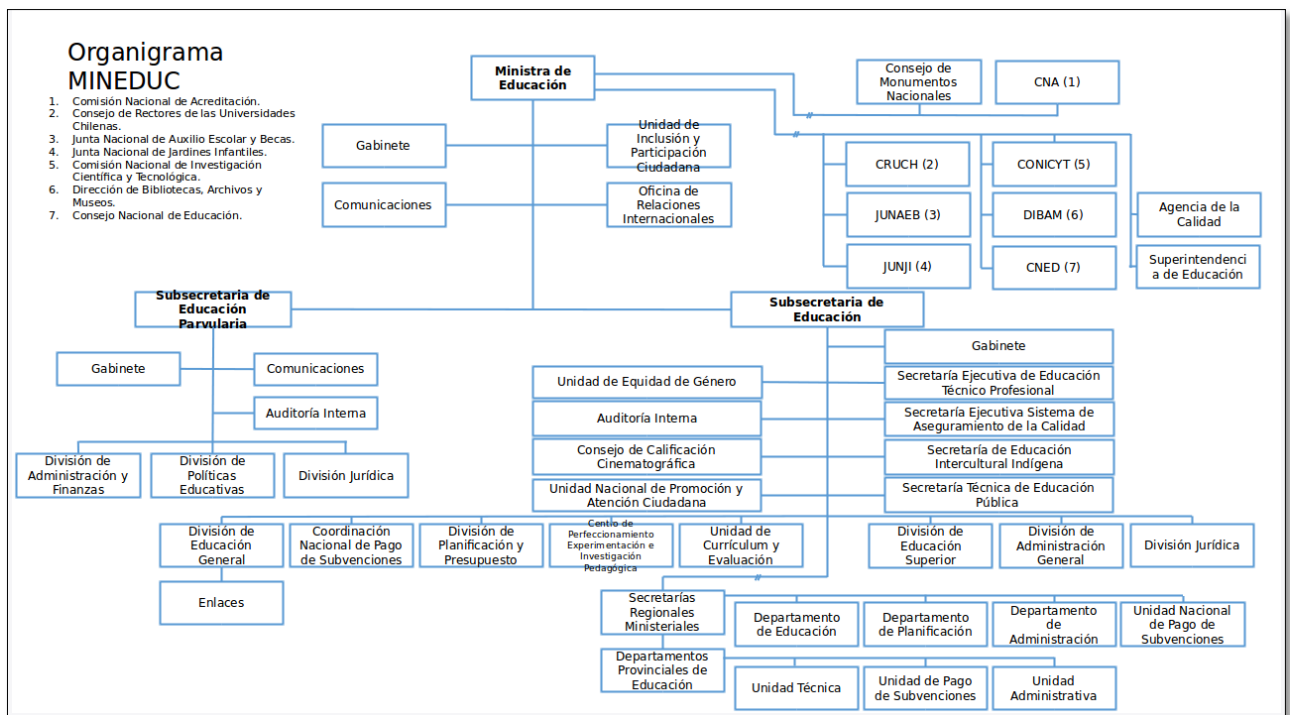 Organigrama
MINEDUC
1. Comisión Nacional de Acreditación.
2. Consejo de Rectores de las Universidades
Chilenas.
3. Junta Nacional de Auxilio Escolar y Becas.
4. Junta Nacional de Jardines Infantiles.
5. Comisión Nacional de Investigación
Científica y Tecnológica.
6. Dirección de Bibliotecas, Archivos y
Museos.
7. Consejo Nacional de Educación.
Ministra de
Educación
Consejo de
Monumentos
Nacionales
CNA (1)
Gabinete
Unidad de
Inclusión y
Participación
Ciudadana
Comunicaciones
Oficina de
Relaciones
Internacionales
CRUCH (2)
CONICYT (5)
JUNAEB (3)
DIBAM (6)
Agencia de la
Calidad
JUNJI (4)
CNED (7)
Superintendenci
a de Educación
Subsecretaria de
Educación
Parvularia
Subsecretaria de
Educación
Gabinete
Comunicaciones
Auditoría Interna
División de
Administración y
Finanzas
División de
Políticas
Educativas
División Jurídica
Gabinete
Unidad de Equidad de Género
Secretaría Ejecutiva de Educación
Técnico Profesional
Auditoría Interna
Secretaría Ejecutiva Sistema de
Aseguramiento de la Calidad
Consejo de Calificación
Cinematográfica
Secretaría de Educación
Intercultural Indígena
Unidad Nacional de Promoción y
Atención Ciudadana
Secretaría Técnica de Educación
Pública
División de
Educación
General
Coordinación
Nacional de Pago
de Subvenciones
División de
Planificación y
Presupuesto
Centro de
Perfeccionamiento
Experimentación e
Investigación
Pedagógica
Unidad de
Currículum y
Evaluación
División de
Educación
Superior
División de
Administración
General
División Jurídica
Enlaces
Secretarías
Regionales
Ministeriales
Departamento
de Educación
Departamento
de Planificación
Departamento
de
Administración
Unidad Nacional
de Pago de
Subvenciones
Departamentos
Provinciales de
Educación
Unidad Técnica
Unidad de Pago
de Subvenciones
Unidad
Administrativa